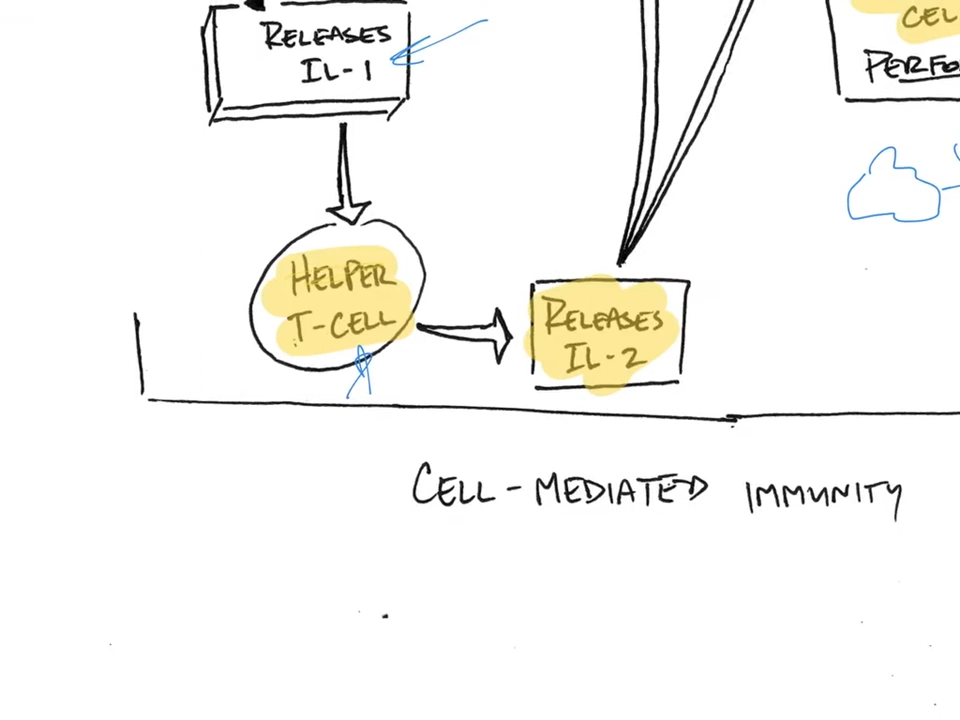 RELEASES
IL-1
HELPER
T-CELL
RELEASES
IL-2
CELL-MEDIATED IMMUNITY